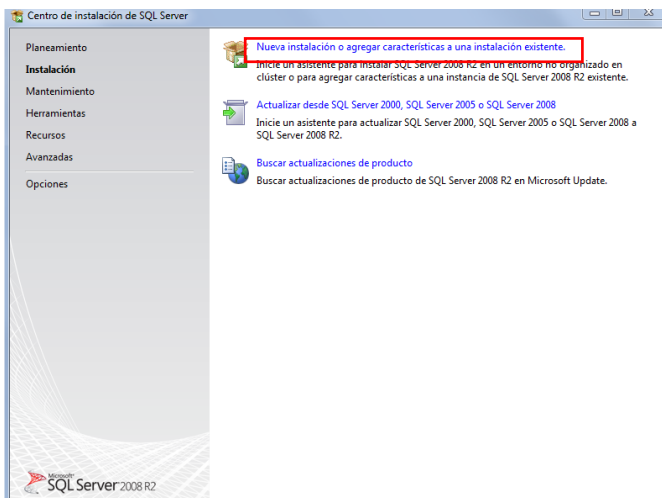 Centro de instalación de SQL Server
Planeamiento
Instalación
Mantenimiento
Herramientas
Recursos
Avanzadas
Opciones
Nueva instalación o agregar características a una instalación existente.
Inicie un asistente para instalar SQL Server 2008 R2 en un entorno no organizado en
clúster o para agregar características a una instancia de SQL Server 2008 R2 existente.
Actualizar desde SQL Server 2000, SQL Server 2005 o SQL Server 2008
Inicie un asistente para actualizar SQL Server 2000, SQL Server 2005 o SQL Server 2008 a
SQL Server 2008 R2.
Buscar actualizaciones de producto
Buscar actualizaciones de producto de SQL Server 2008 R2 en Microsoft Update.
Microsoft
SQL Server 2008 R2